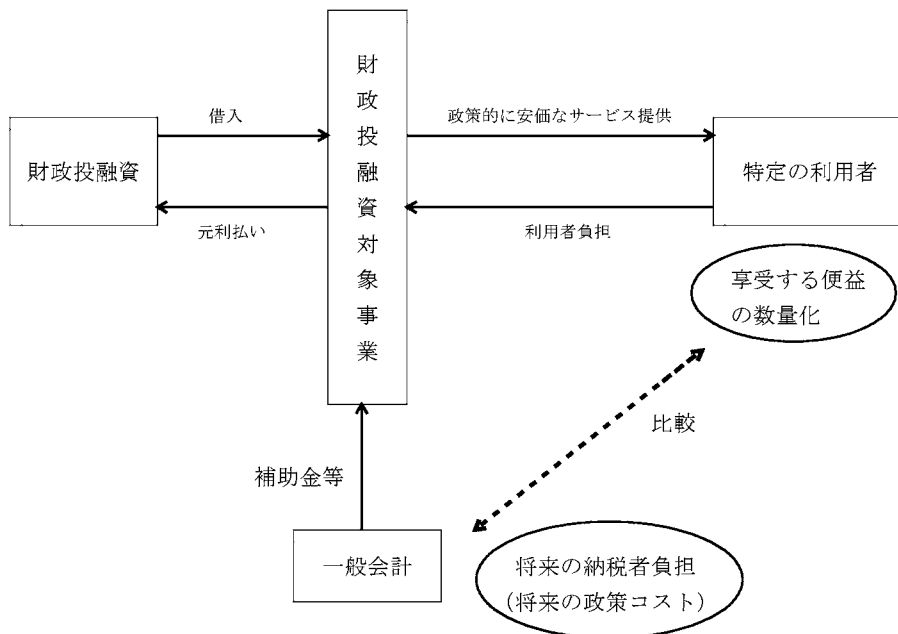 財政投融資対象事業
借入
政策的に安価なサービス提供
財政投融資
特定の利用者
元利払い
利用者負担
享受する便益
の数量化
比較
補助金等
一般会計
将来の納税者負担
（将来の政策コスト）